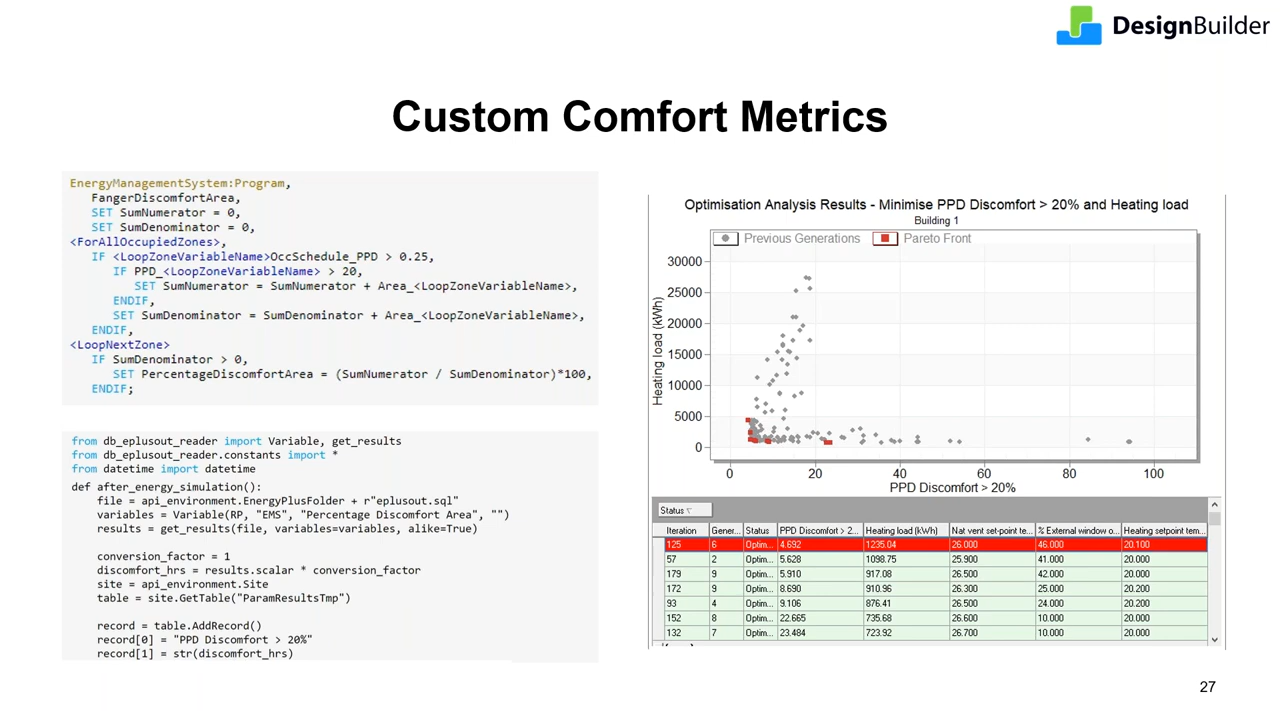 DesignBuilder
Custom Comfort Metrics
EnergyManagementSystem:Program,
FangerDiscomfortArea,
SET SumNumerator = 0,
SET SumDenominator = 0,
<ForAllOccupiedZones>,
IF <LoopZoneVariableName>OccSchedule_PPD > 0.25,
IF PPD_<LoopZoneVariableName> > 20,
SET SumNumerator = SumNumerator + Area_<LoopZoneVariableName>,
ENDIF,
SET SumDenominator = SumDenominator + Area_<LoopZoneVariableName>,
ENDIF,
<LoopNextZone>
IF SumDenominator > 0,
SET PercentageDiscomfortArea = (SumNumerator / SumDenominator)*100,
ENDIF;
from db_eplusout_reader import Variable, get_results
from db_eplusout_reader.constants import *
from datetime import datetime
def after_energy_simulation():
file = api_environment.EnergyPlusFolder + r"eplusout.sql"
variables = Variable(RP, "EMS", "Percentage Discomfort Area", "")
results = get_results(file, variables=variables, alike=True)
conversion_factor = 1
discomfort_hrs = results.scalar * conversion_factor
site = api_environment.Site
table = site.GetTable("ParamResultsTmp")
record = table.AddRecord()
record[0] = "PPD Discomfort > 20%"
record[1] = str(discomfort_hrs)
Optimisation Analysis Results - Minimise PPD Discomfort > 20% and Heating load
Building 1
Previous Generations Pareto Front
Heating load (kWh)
30000
25000
20000
15000
10000
5000
0
0 20 40 60 80 100
PPD Discomfort > 20%
Status
Iteration Gener... Status PPD Discomfort > 2... Heating load (kWh) Nat vent set-point te... % External window o... Heating setpoint tem...
125 6 Optim... 4.692 1235.04 26.000 46.000 20.100
57 2 Optim... 5.628 1098.75 25.900 41.000 20.000
179 9 Optim... 5.910 917.08 26.500 42.000 20.000
172 9 Optim... 8.690 910.96 26.300 25.000 20.200
93 4 Optim... 9.106 876.41 26.500 24.000 20.200
152 8 Optim... 22.665 735.68 26.600 10.000 20.000
132 7 Optim... 23.484 723.92 26.700 10.000 20.000
27